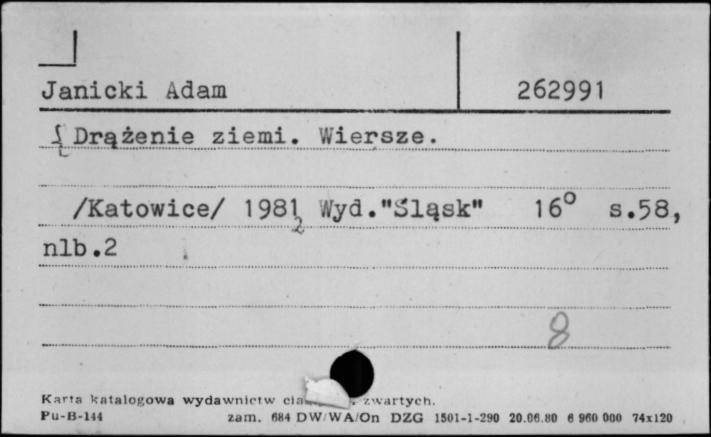 Janicki Adam 262991
Drążenie ziemi. Wiersze.
/Katowice/ 1981 Wyd."Śląsk" 16° s.58,
2
nlb.2
8
Karta katalogowa wydawnictw zwartych.
Pu-B-144 zam. 684 DW/WA/On DZG 1501-1-290 20.06.80 6 960 000 74x120